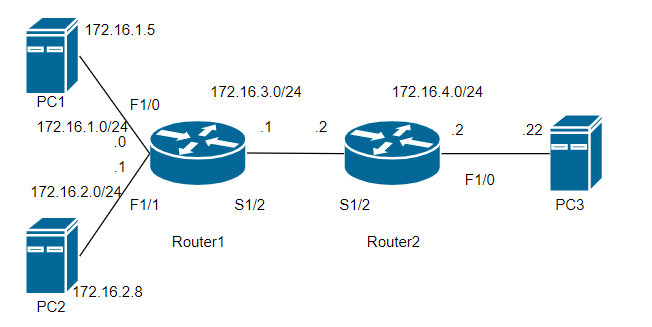 172.16.1.5
PC1
F1/0
172.16.3.0/24
172.16.4.0/24
172.16.1.0/24
.0
.1
.2
.2
.22
.1
172.16.2.0/24
F1/1
S1/2
S1/2
F1/0
PC3
Router1
Router2
172.16.2.8
PC2